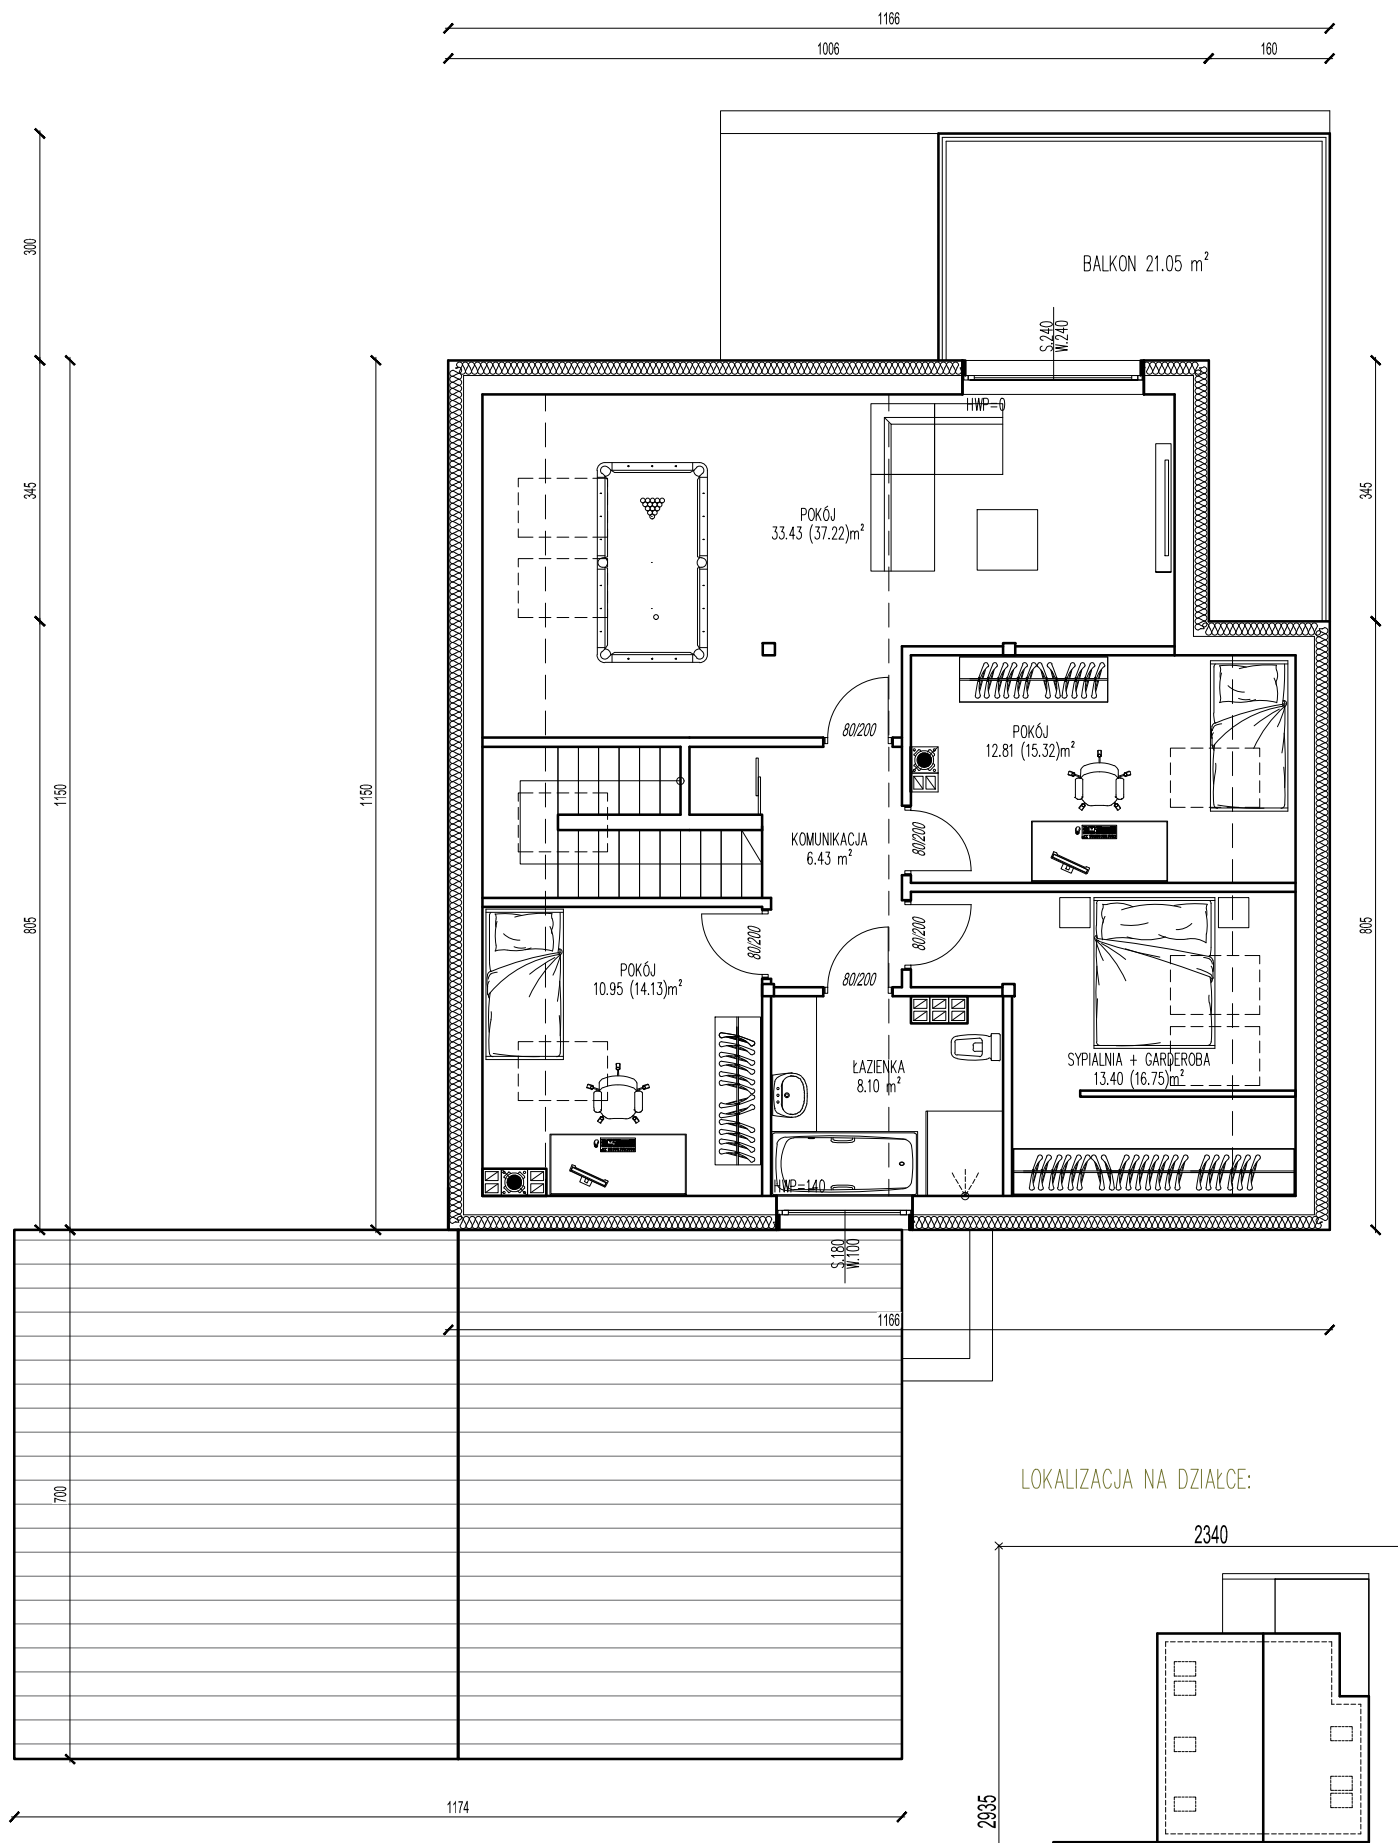 1166
1006
160
300
BALKON 21.05 m²
S.240
W.240
HWP=0
345
345
POKÓJ
33.43 (37.22)m²
80/200
POKÓJ
12.81 (15.32)m²
1150
1150
KOMUNIKACJA
6.43 m²
80/200
805
805
80/200
80/200
80/200
POKÓJ
10.95 (14.13)m²
ŁAZIENKA
8.10 m²
SYPIALNIA + GARDEROBA
13.40 (16.75)m²
HWP=140
S.180
W.100
1166
700
LOKALIZACJA NA DZIAŁCE:
2340
1174
2935